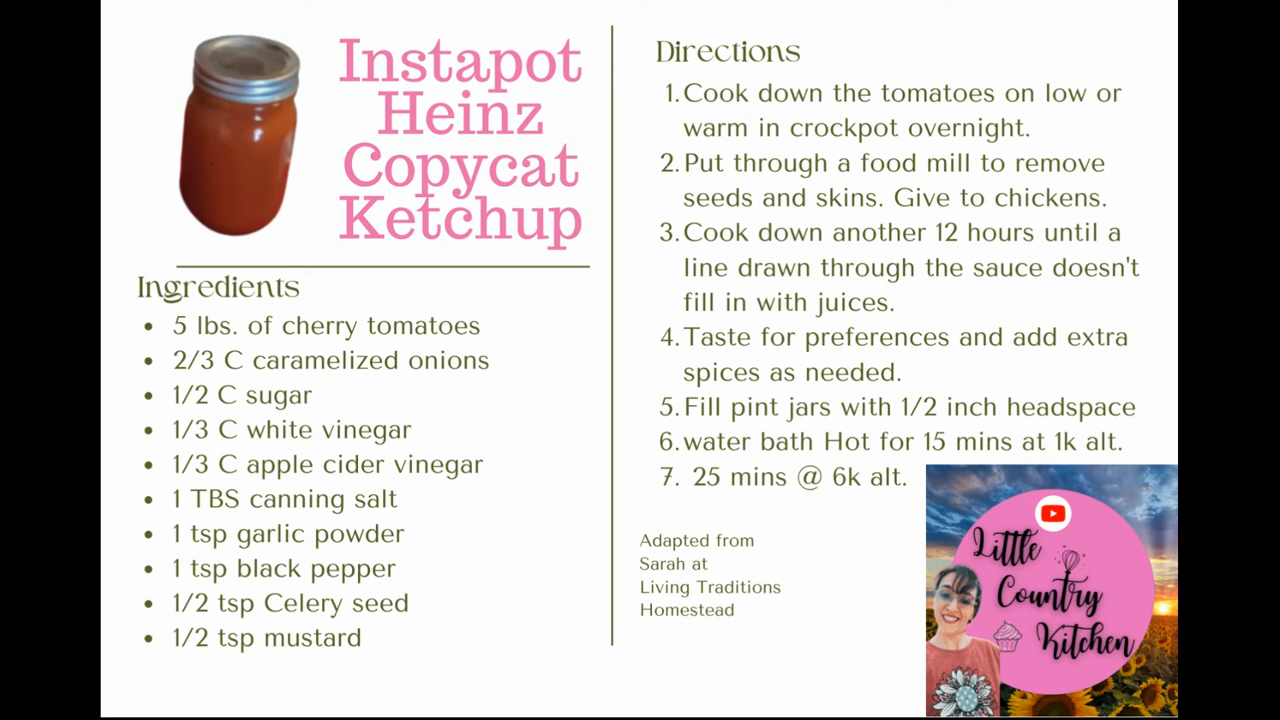 Instapot
Heinz
Copycat
Ketchup
Ingredients
• 5 lbs. of cherry tomatoes
• 2/3 C caramelized onions
• 1/2 C sugar
• 1/3 C white vinegar
• 1/3 C apple cider vinegar
• 1 TBS canning salt
• 1 tsp garlic powder
• 1 tsp black pepper
• 1/2 tsp Celery seed
• 1/2 tsp mustard
Directions
1. Cook down the tomatoes on low or
warm in crockpot overnight.
2. Put through a food mill to remove
seeds and skins. Give to chickens.
3. Cook down another 12 hours until a
line drawn through the sauce doesn't
fill in with juices.
4. Taste for preferences and add extra
spices as needed.
5. Fill pint jars with 1/2 inch headspace
6. water bath Hot for 15 mins at 1k alt.
7. 25 mins @ 6k alt.
Adapted from
Sarah at
Living Traditions
Homestead
Little
Country
Kitchen